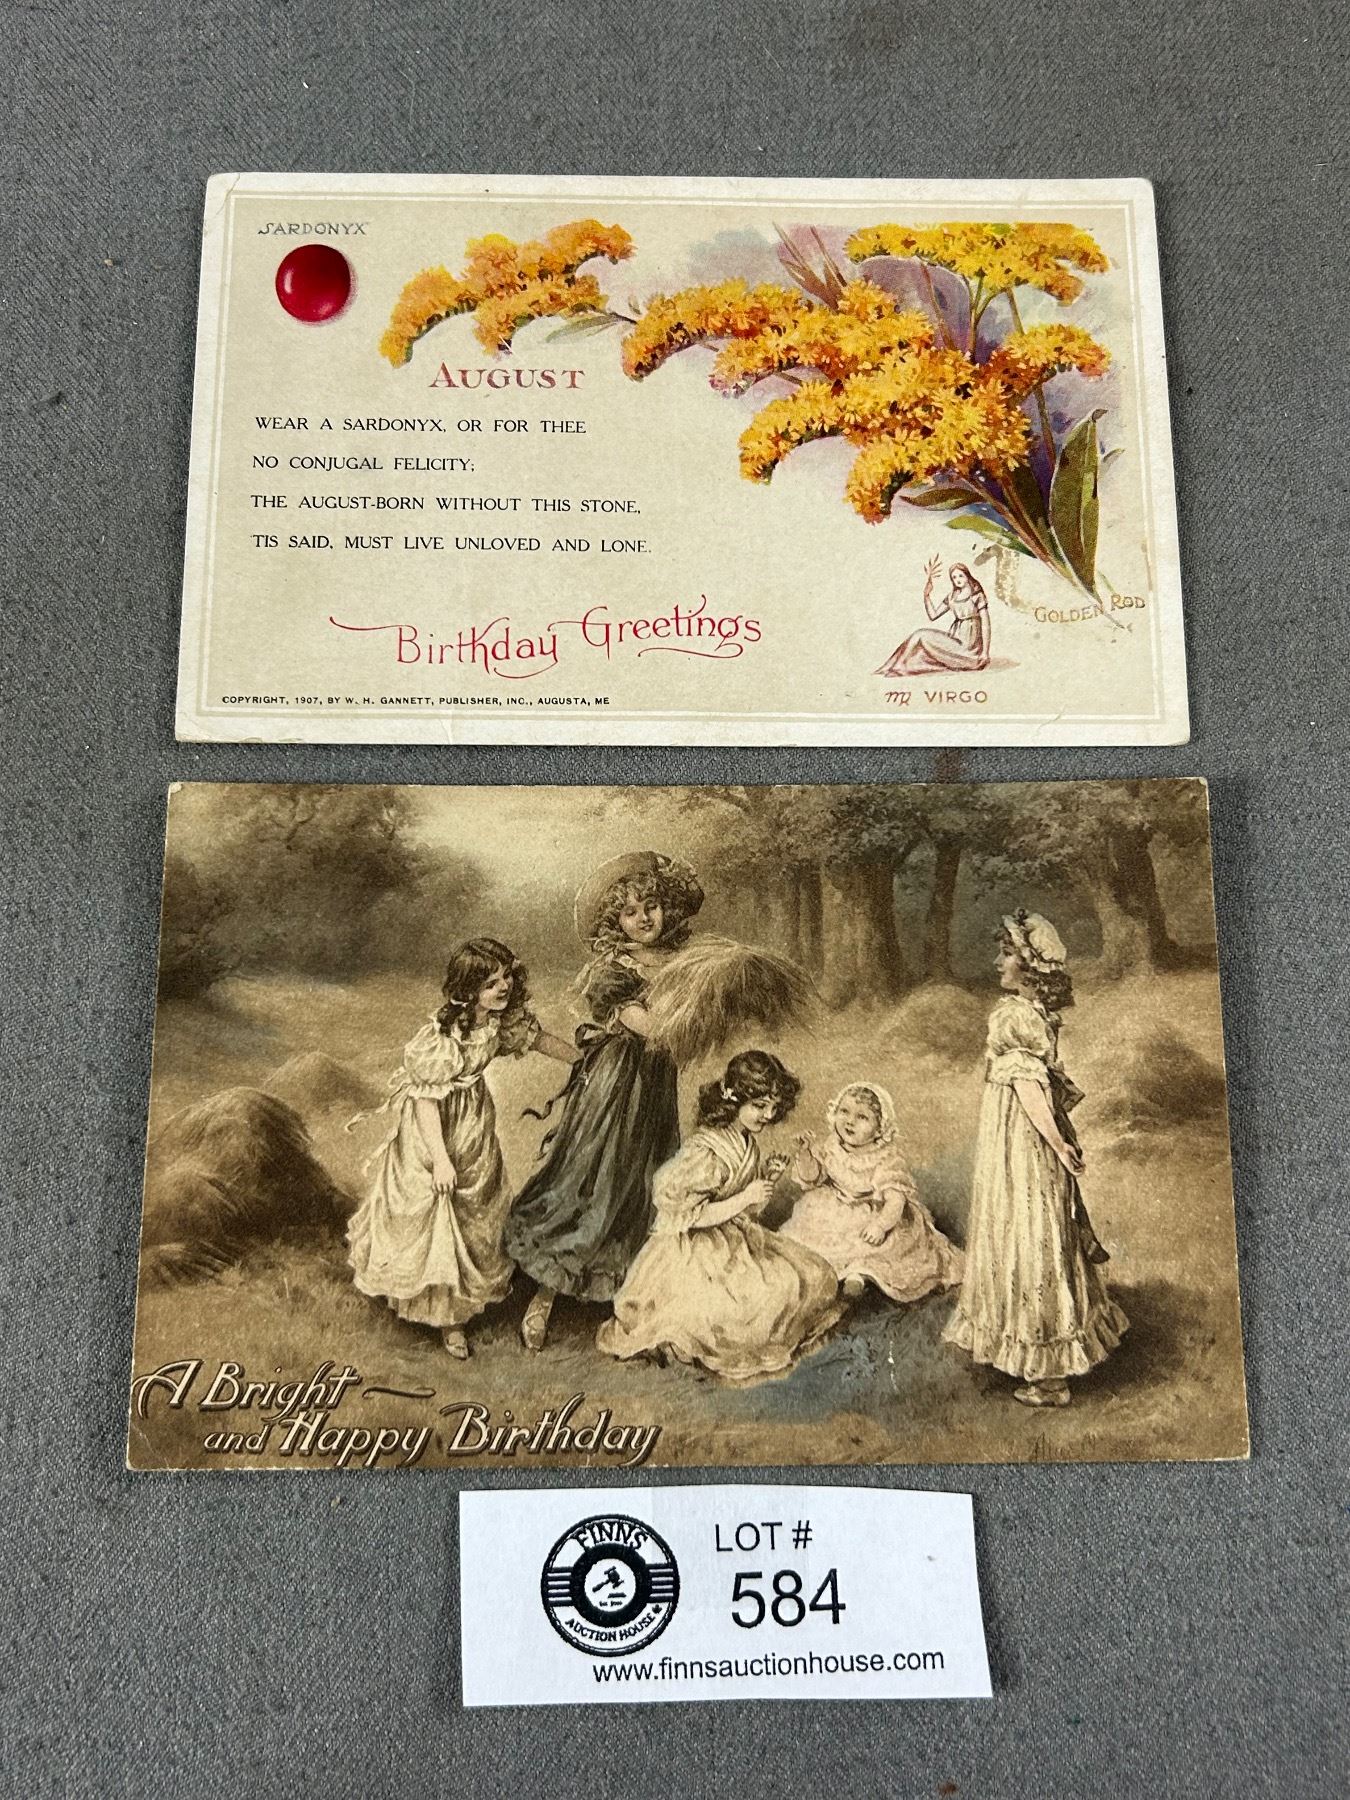 SARDONYX
AUGUST
WEAR A SARDONYX, OR FOR THEE
NO CONJUGAL FELICITY;
THE AUGUST-BORN WITHOUT THIS STONE,
'TIS SAID, MUST LIVE UNLOVED AND LONE.
GOLDEN ROD
Birthday Greetings
♍ VIRGO
COPYRIGHT, 1907, BY W. H. GANNETT, PUBLISHER, INC., AUGUSTA, ME
A Bright
and Happy Birthday
FINNS
AUCTION HOUSE
LOT #
584
www.finnsauctionhouse.com